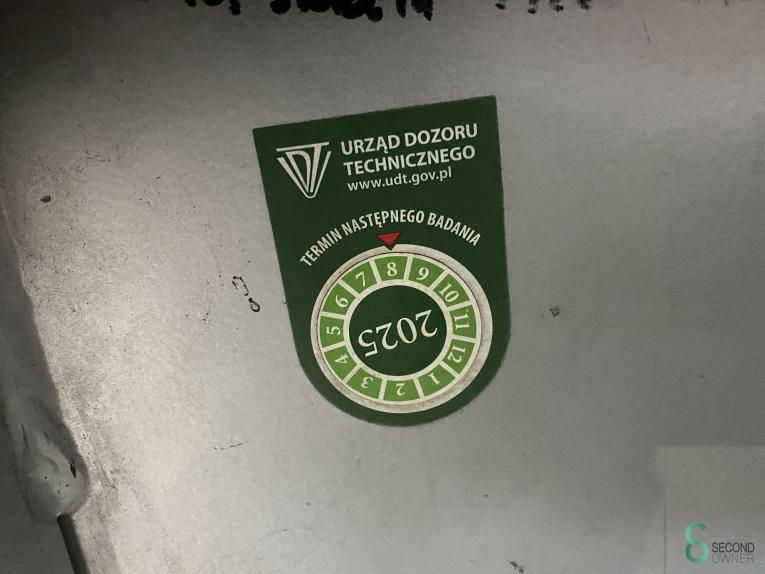 UDT
URZĄD DOZORU
TECHNICZNEGO
www.udt.gov.pl
TERMIN NASTĘPNEGO BADANIA
1 2 3 4 5 6 7 8 9 10 11 12
2025
SECOND
OWNER